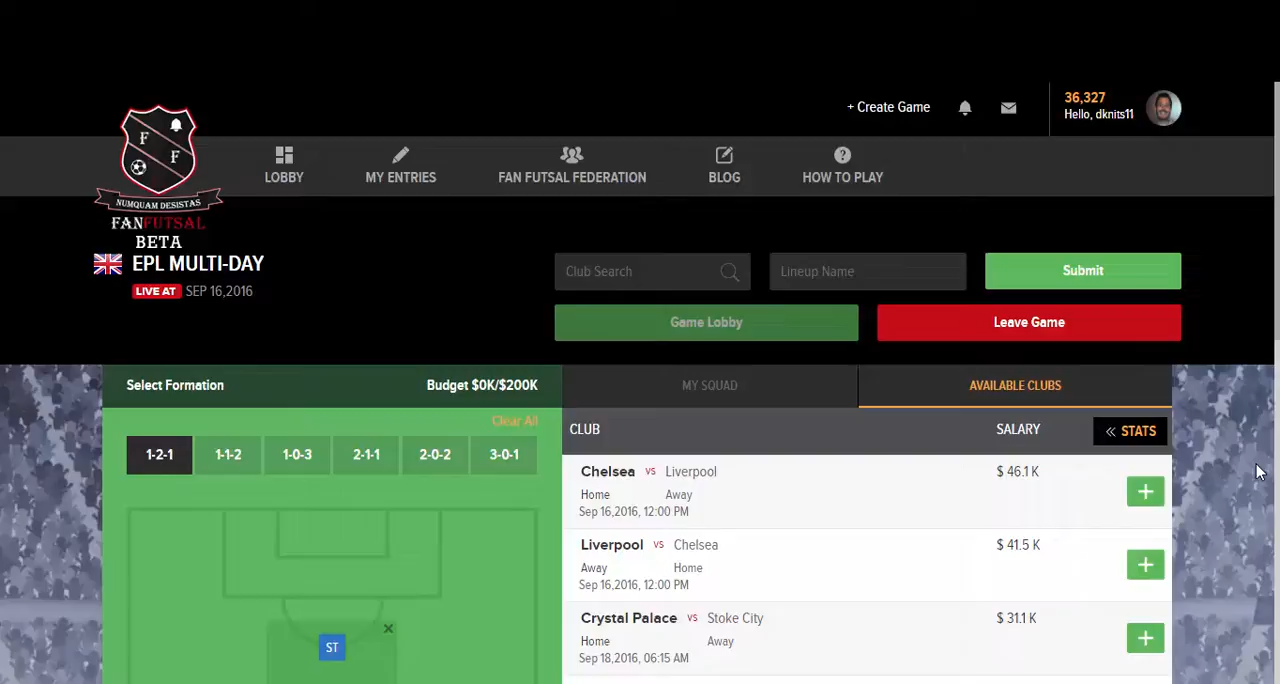 + Create Game
36,327
Hello, dknits11
F
F
T
NUMQUAM DESISTAS
FANFUTSAL
BETA
LOBBY
MY ENTRIES
FAN FUTSAL FEDERATION
BLOG
? HOW TO PLAY
EPL MULTI-DAY
LIVE AT SEP 16,2016
Club Search
Lineup Name
Submit
Game Lobby
Leave Game
Select Formation
Budget $0K/$200K
MY SQUAD
AVAILABLE CLUBS
Clear All
CLUB
SALARY
« STATS
1-2-1
1-1-2
1-0-3
2-1-1
2-0-2
3-0-1
Chelsea vs Liverpool
$ 46.1 K
Home Away
Sep 16,2016, 12:00 PM
+
Liverpool vs Chelsea
$ 41.5 K
Away Home
Sep 16,2016, 12:00 PM
+
Crystal Palace vs Stoke City
$ 31.1 K
Home Away
Sep 18,2016, 06:15 AM
+
ST
×